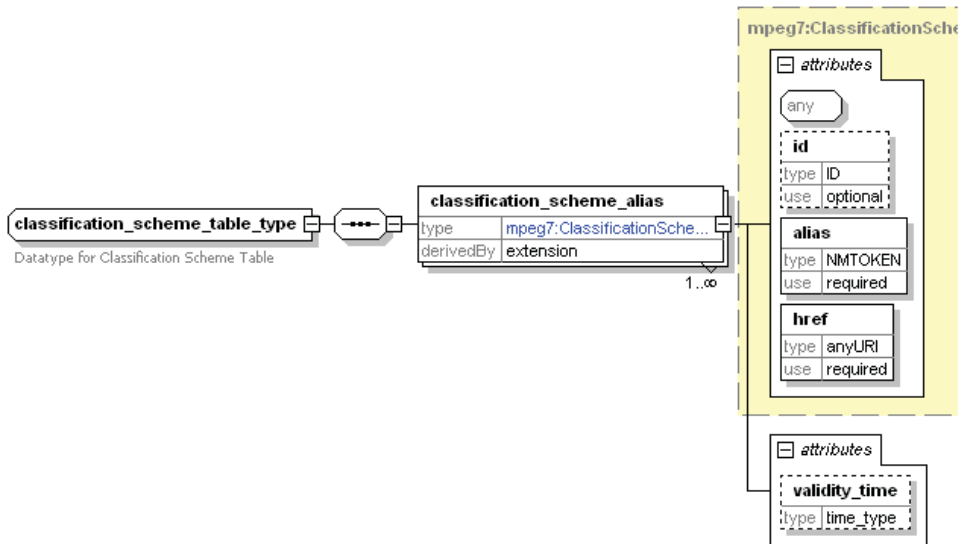 mpeg7:ClassificationSche
attributes
any
id
type ID
use optional
classification_scheme_table_type
Datatype for Classification Scheme Table
classification_scheme_alias
type mpeg7:ClassificationSche...
derivedBy extension
1..∞
alias
type NMTOKEN
use required
href
type anyURI
use required
attributes
validity_time
type time_type